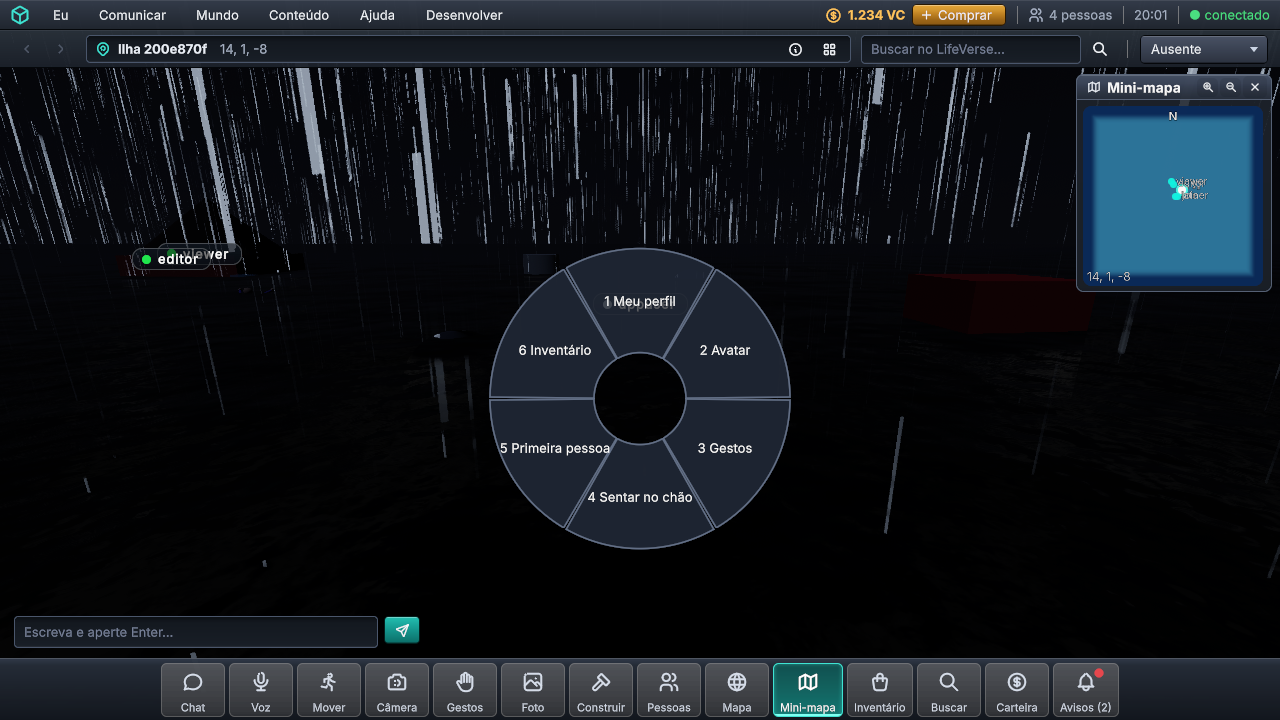 Eu Comunicar Mundo Conteúdo Ajuda Desenvolver 1.234 VC + Comprar 4 pessoas 20:01 conectado
Ilha 200e870f 14, 1, -8 Buscar no LifeVerse... Ausente
Mini-mapa
N
viewer
14, 1, -8
viewer
editor
1 Meu perfil
2 Avatar
3 Gestos
4 Sentar no chão
5 Primeira pessoa
6 Inventário
Escreva e aperte Enter...
Chat Voz Mover Câmera Gestos Foto Construir Pessoas Mapa Mini-mapa Inventário Buscar Carteira Avisos (2)